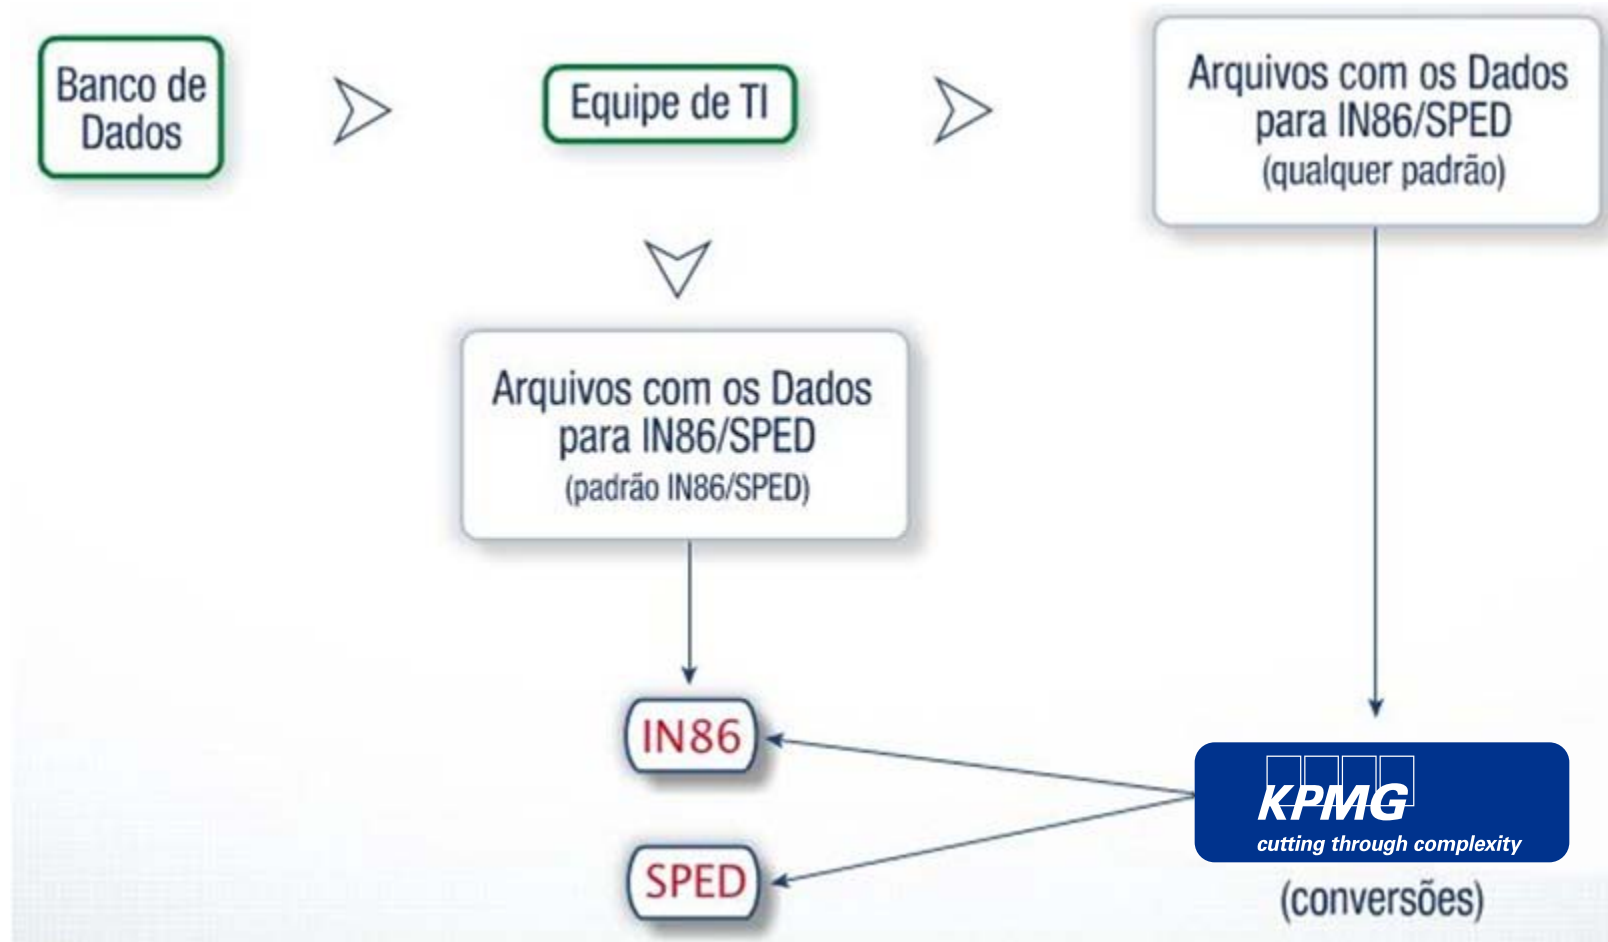 Banco de
Dados
Equipe de TI
Arquivos com os Dados
para IN86/SPED
(qualquer padrão)
Arquivos com os Dados
para IN86/SPED
(padrão IN86/SPED)
IN86
SPED
KPMG
cutting through complexity
(conversões)